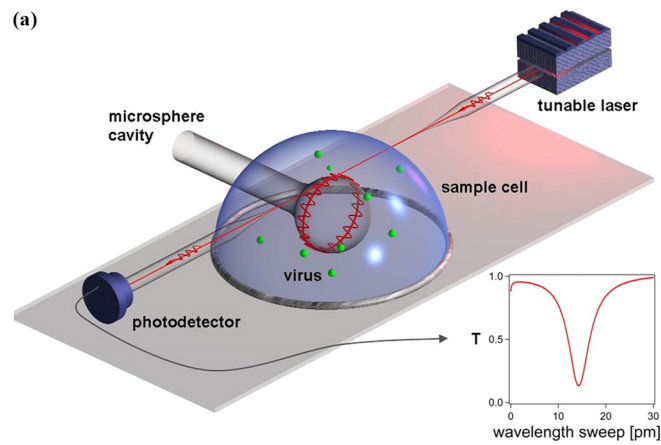 (a)
tunable laser
microsphere
cavity
sample cell
virus
photodetector
T
1.0
0.5
0.0
0
10
20
30
wavelength sweep [pm]